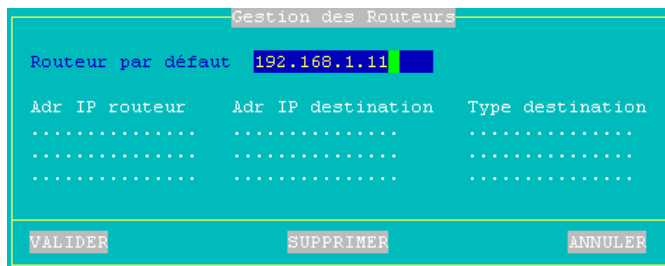 Gestion des Routeurs
Routeur par défaut 192.168.1.11
Adr IP routeur Adr IP destination Type destination
............... ............... ...............
............... ............... ...............
............... ............... ...............
VALIDER SUPPRIMER ANNULER